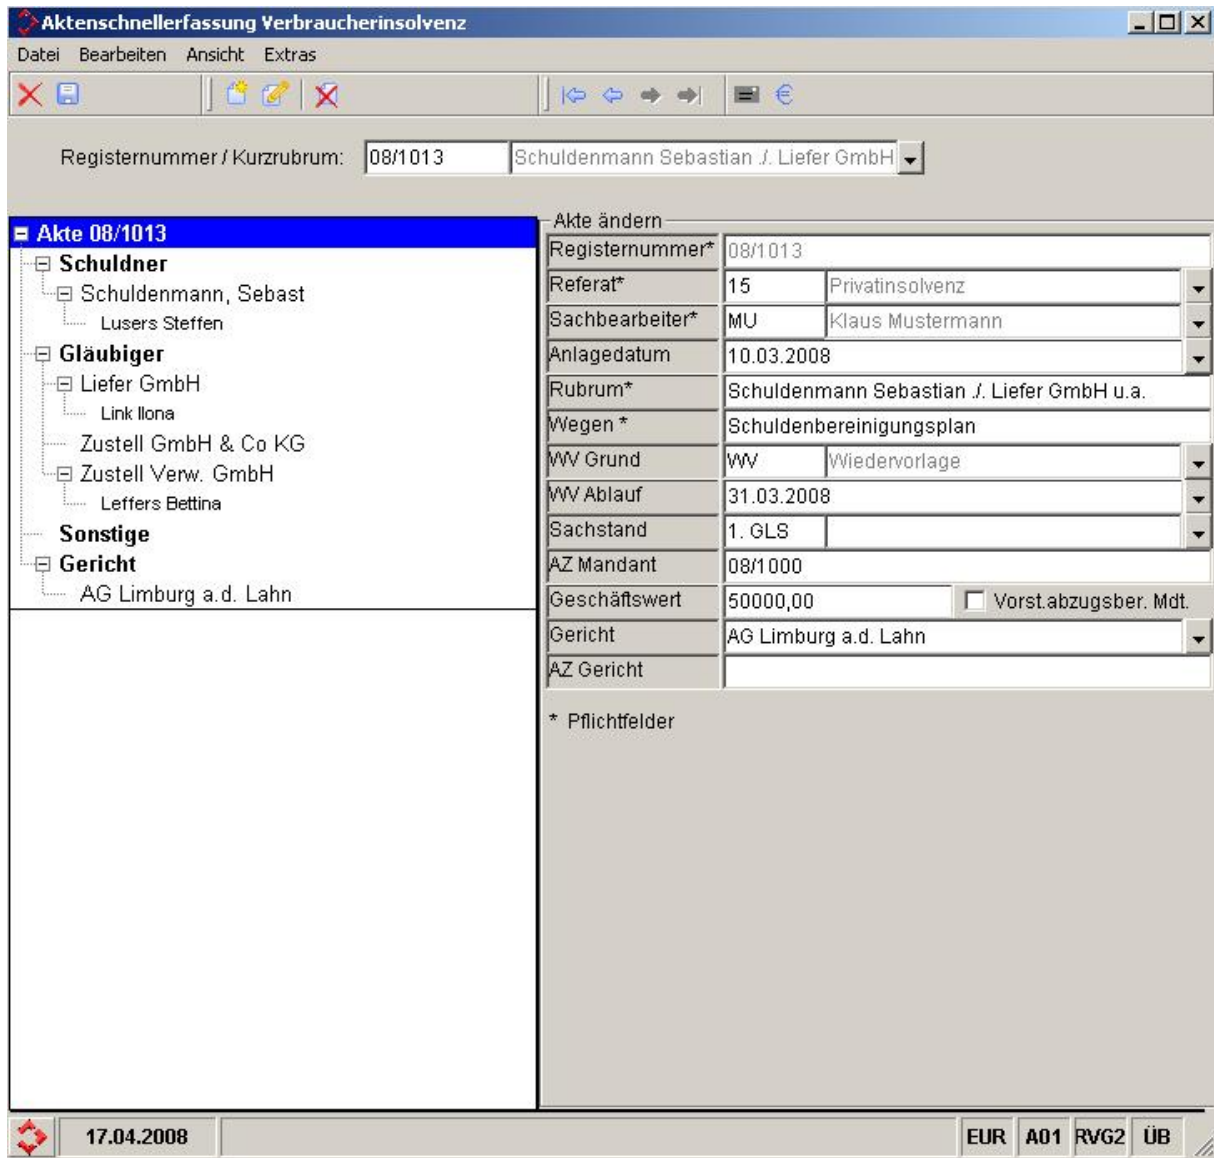 Aktenschnellerfassung Verbraucherinsolvenz
Datei Bearbeiten Ansicht Extras
Registernummer / Kurzrubrum: 08/1013 Schuldenmann Sebastian ./. Liefer GmbH
Akte 08/1013
Schuldner
Schuldenmann, Sebast
Lusers Steffen
Gläubiger
Liefer GmbH
Link Ilona
Zustell GmbH & Co KG
Zustell Verw. GmbH
Leffers Bettina
Sonstige
Gericht
AG Limburg a.d. Lahn
Akte ändern
Registernummer* 08/1013
Referat* 15 Privatinsolvenz
Sachbearbeiter* MU Klaus Mustermann
Anlagedatum 10.03.2008
Rubrum* Schuldenmann Sebastian ./. Liefer GmbH u.a.
Wegen * Schuldenbereinigungsplan
WV Grund WV Wiedervorlage
WV Ablauf 31.03.2008
Sachstand 1. GLS
AZ Mandant 08/1000
Geschäftswert 50000,00 Vorst.abzugsber. Mdt.
Gericht AG Limburg a.d. Lahn
AZ Gericht
* Pflichtfelder
17.04.2008 EUR A01 RVG2 ÜB